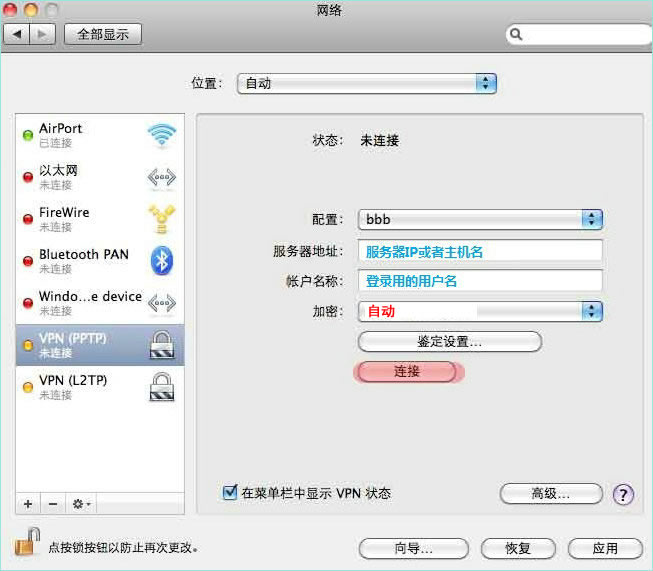 网络
全部显示
位置： 自动
AirPort
已连接
以太网
未连接
FireWire
未连接
Bluetooth PAN
未连接
Windo...e device
未连接
VPN (PPTP)
未连接
VPN (L2TP)
未连接
状态： 未连接
配置： bbb
服务器地址： 服务器IP或者主机名
帐户名称： 登录用的用户名
加密： 自动
鉴定设置...
连接
在菜单栏中显示 VPN 状态
高级...
?
点按锁按钮以防止再次更改。
向导...
恢复
应用